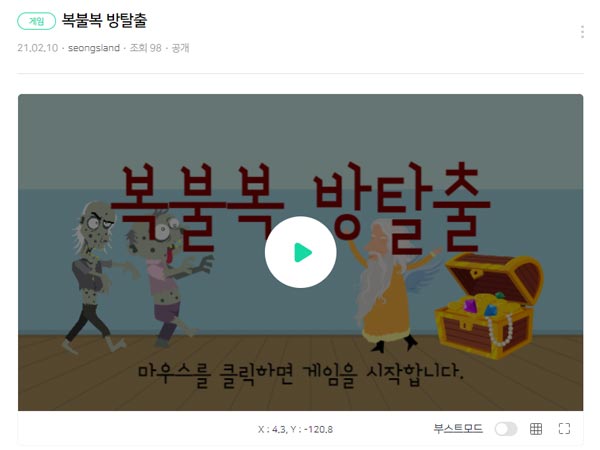 게임 복불복 방탈출
21.02.10 · seongsland · 조회 98 · 공개
복불복 방탈출
마우스를 클릭하면 게임을 시작합니다.
X : 4.3, Y : -120.8 부스트모드